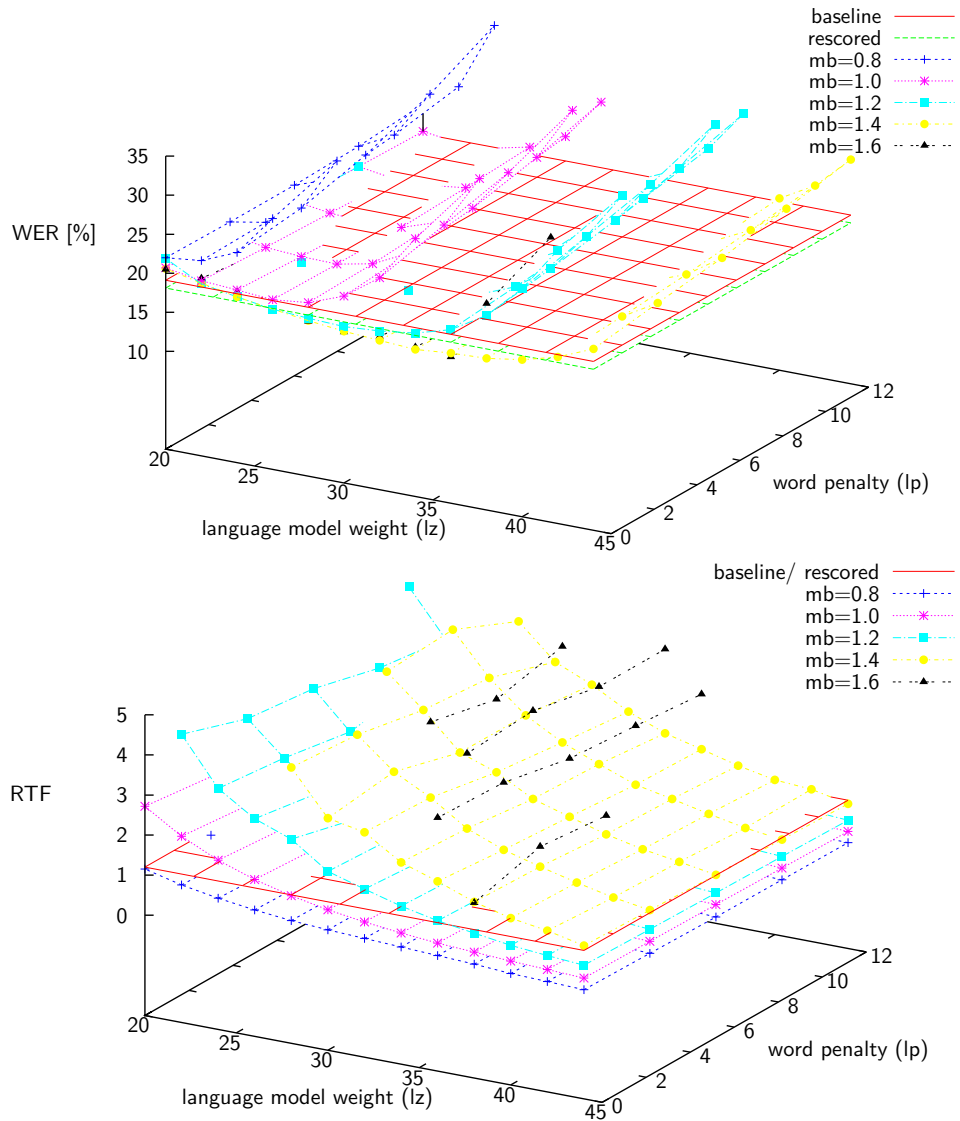 baseline
rescored
mb=0.8
mb=1.0
mb=1.2
mb=1.4
mb=1.6
35
30
25
20
15
10
WER [%]
20
25
30
35
40
45
language model weight (lz)
0
2
4
6
8
10
12
word penalty (lp)
baseline/ rescored
mb=0.8
mb=1.0
mb=1.2
mb=1.4
mb=1.6
5
4
3
2
1
0
RTF
20
25
30
35
40
45
language model weight (lz)
0
2
4
6
8
10
12
word penalty (lp)